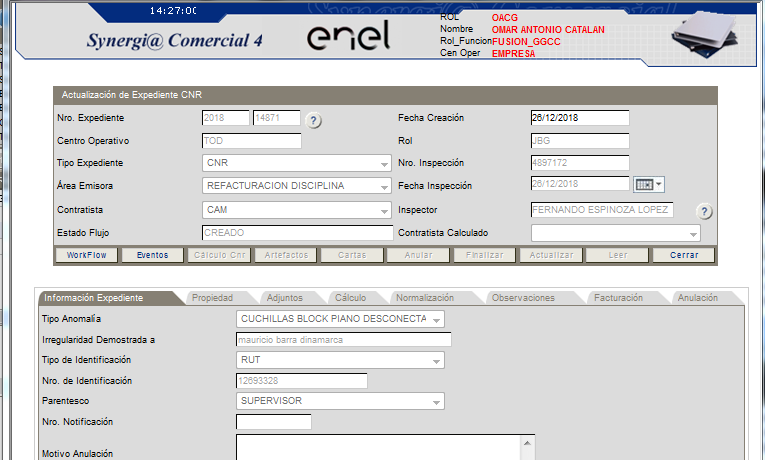 14:27:00
Synergi@ Comercial 4
enel
ROL OACG
Nombre OMAR ANTONIO CATALAN
Rol_Funcion FUSION_GGCC
Cen Oper EMPRESA
Actualización de Expediente CNR
Nro. Expediente 2018 14871 ? Fecha Creación 26/12/2018
Centro Operativo TOD Rol JBG
Tipo Expediente CNR Nro. Inspección 4897172
Área Emisora REFACTURACION DISCIPLINA Fecha Inspección 26/12/2018
Contratista CAM Inspector FERNANDO ESPINOZA LOPEZ ?
Estado Flujo CREADO Contratista Calculado
WorkFlow Eventos Cálculo Cnr Artefactos Cartas Anular Finalizar Actualizar Leer Cerrar
Información Expediente Propiedad Adjuntos Cálculo Normalización Observaciones Facturación Anulación
Tipo Anomalía CUCHILLAS BLOCK PIANO DESCONECTA
Irregularidad Demostrada a mauricio barra dinamarca
Tipo de Identificación RUT
Nro. de Identificación 12693328
Parentesco SUPERVISOR
Nro. Notificación
Motivo Anulación